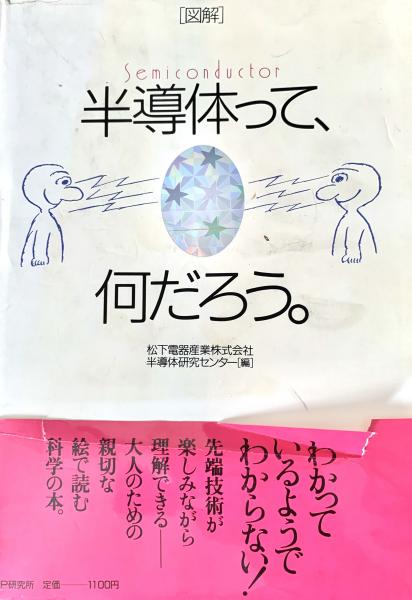 [図解]
Semiconductor
半導体って、
何だろう。
松下電器産業株式会社
半導体研究センター[編]
わかって
いるようで
わからない!
先端技術が
楽しみながら
理解できる——
大人のための
親切な
絵で読む
科学の本。
P研究所 定価——1100円